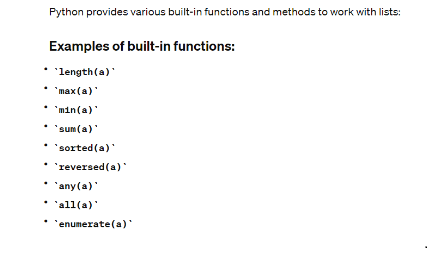 Python provides various built-in functions and methods to work with lists:
Examples of built-in functions:
• `length(a)`
• `max(a)`
• `min(a)`
• `sum(a)`
• `sorted(a)`
• `reversed(a)`
• `any(a)`
• `all(a)`
• `enumerate(a)`